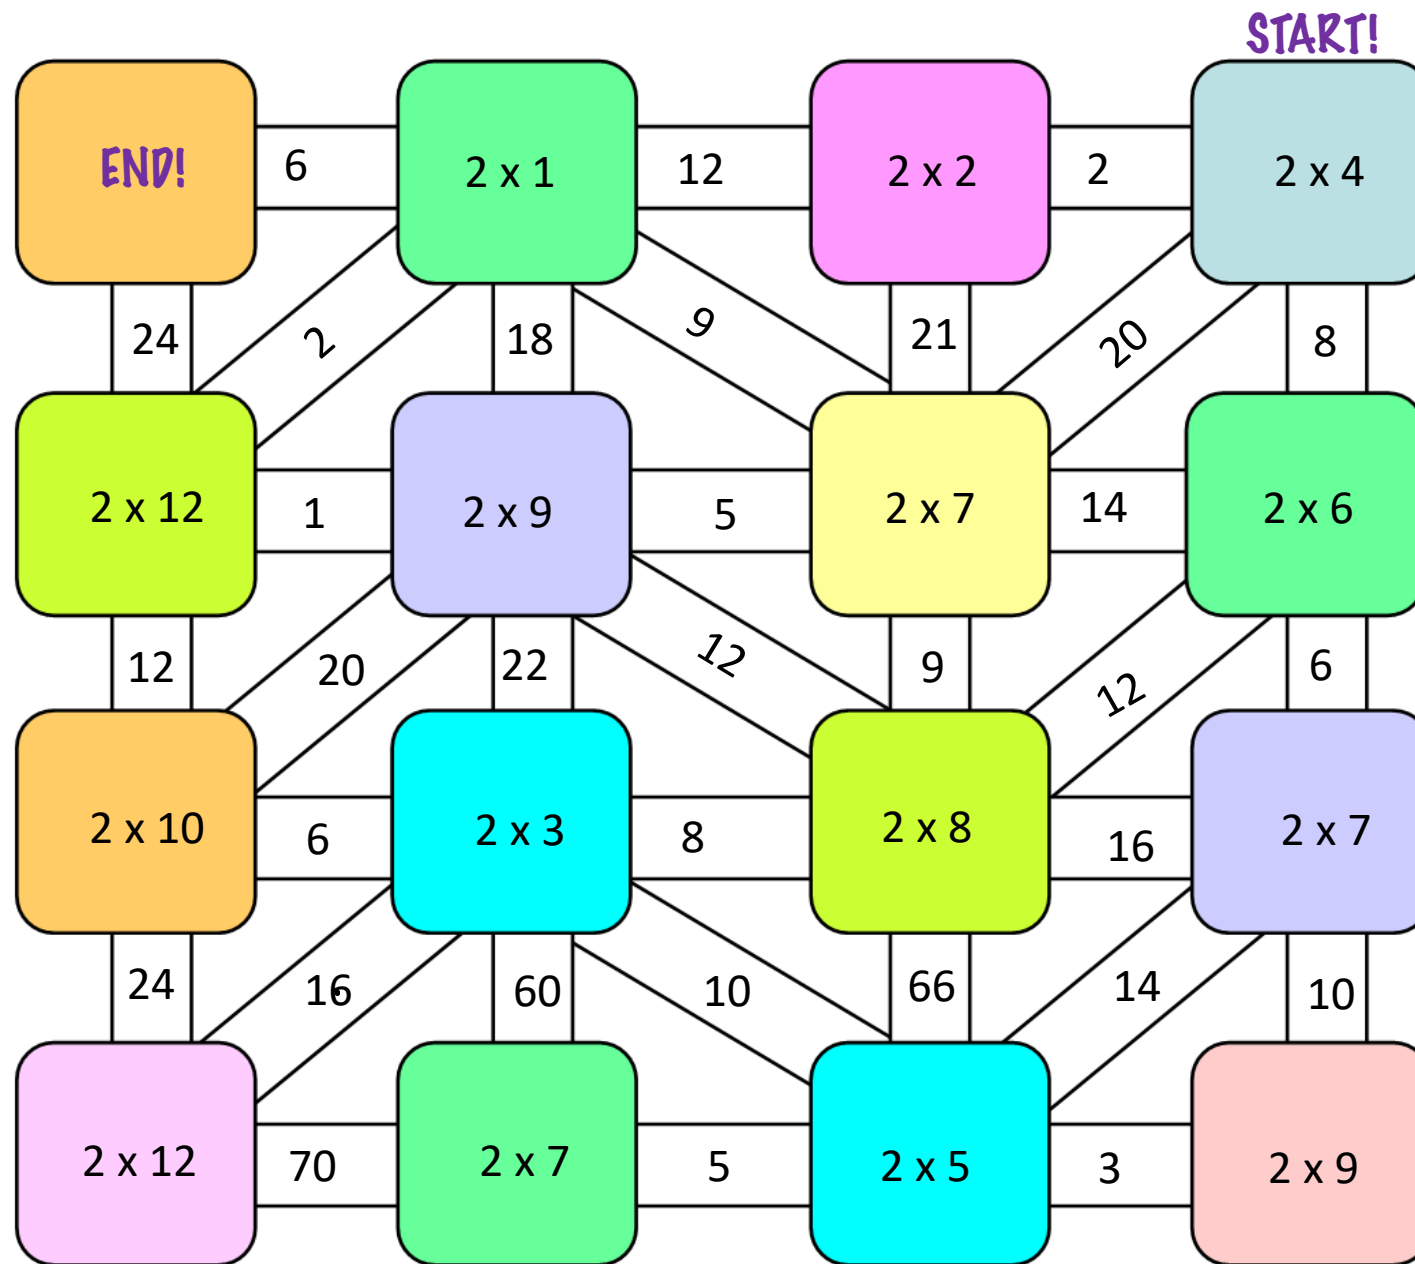 START!
END! 6 2 x 1 12 2 x 2 2 2 x 4
24 2 18 9 21 20 8
2 x 12 1 2 x 9 5 2 x 7 14 2 x 6
12 20 22 12 9 12 6
2 x 10 6 2 x 3 8 2 x 8 16 2 x 7
24 16 60 10 66 14 10
2 x 12 70 2 x 7 5 2 x 5 3 2 x 9